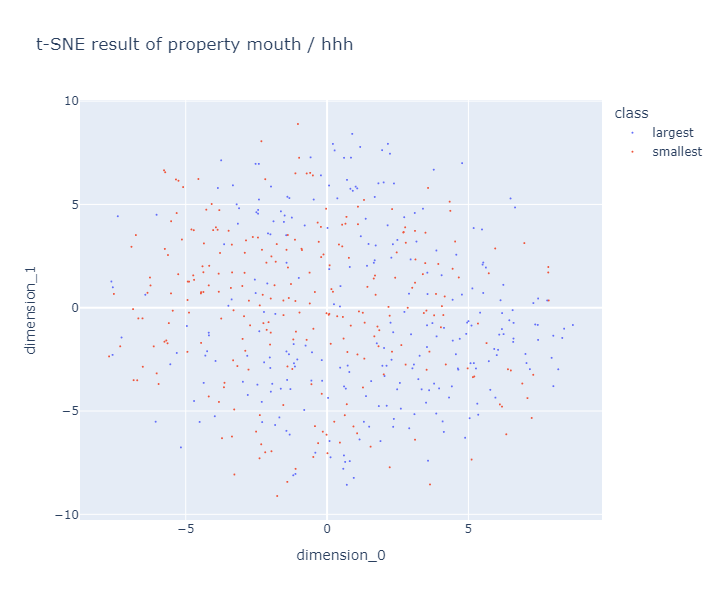 t-SNE result of property mouth / hhh
class
largest
smallest
10
5
0
−5
−10
−5
0
5
dimension_1
dimension_0